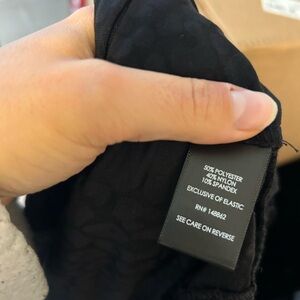 50% POLYESTER
40% NYLON
10% SPANDEX
EXCLUSIVE OF ELASTIC
RN# 148862
SEE CARE ON REVERSE